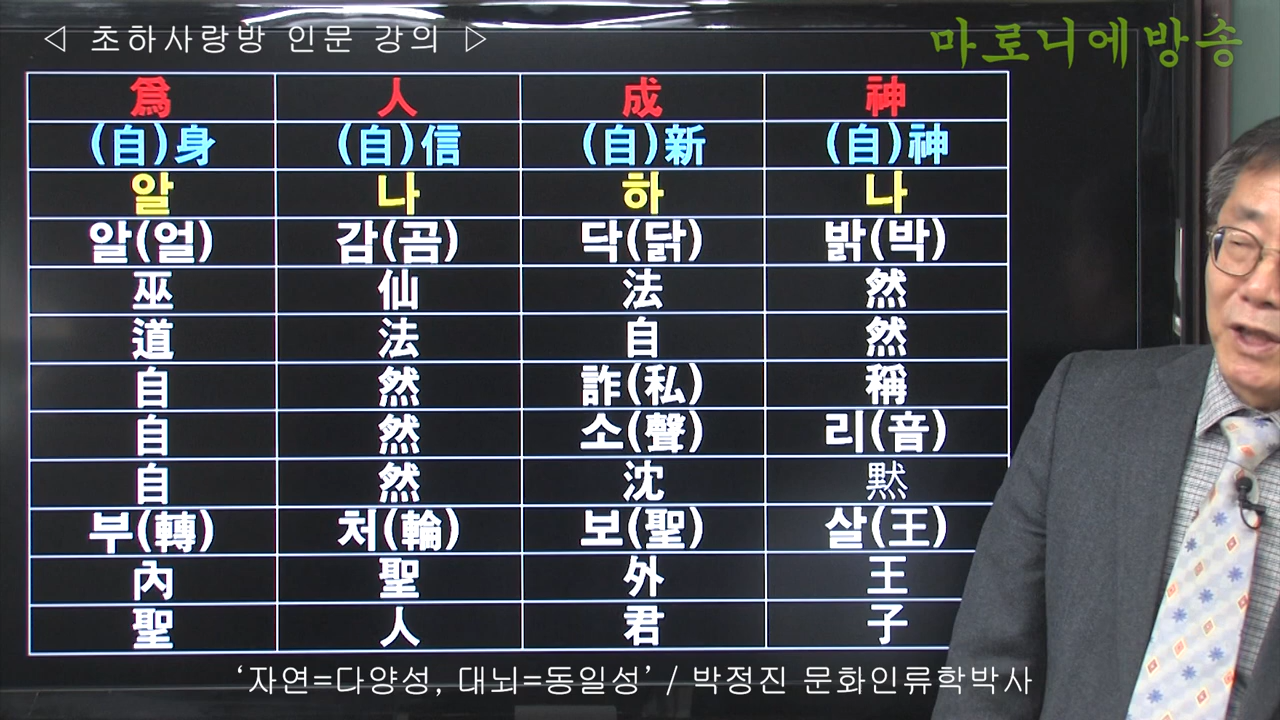 ◁ 초하사랑방 인문 강의 ▷
마로니에방송
爲 人 成 神
(自)身 (自)信 (自)新 (自)神
알 나 하 나
알(얼) 감(곰) 닥(닭) 밝(박)
巫 仙 法 然
道 法 自 然
自 然 詐(私) 稱
自 然 소(聲) 리(音)
自 然 沈 黙
부(轉) 처(輪) 보(聖) 살(王)
內 聖 外 王
聖 人 君 子
‘자연=다양성, 대뇌=동일성’ / 박정진 문화인류학박사